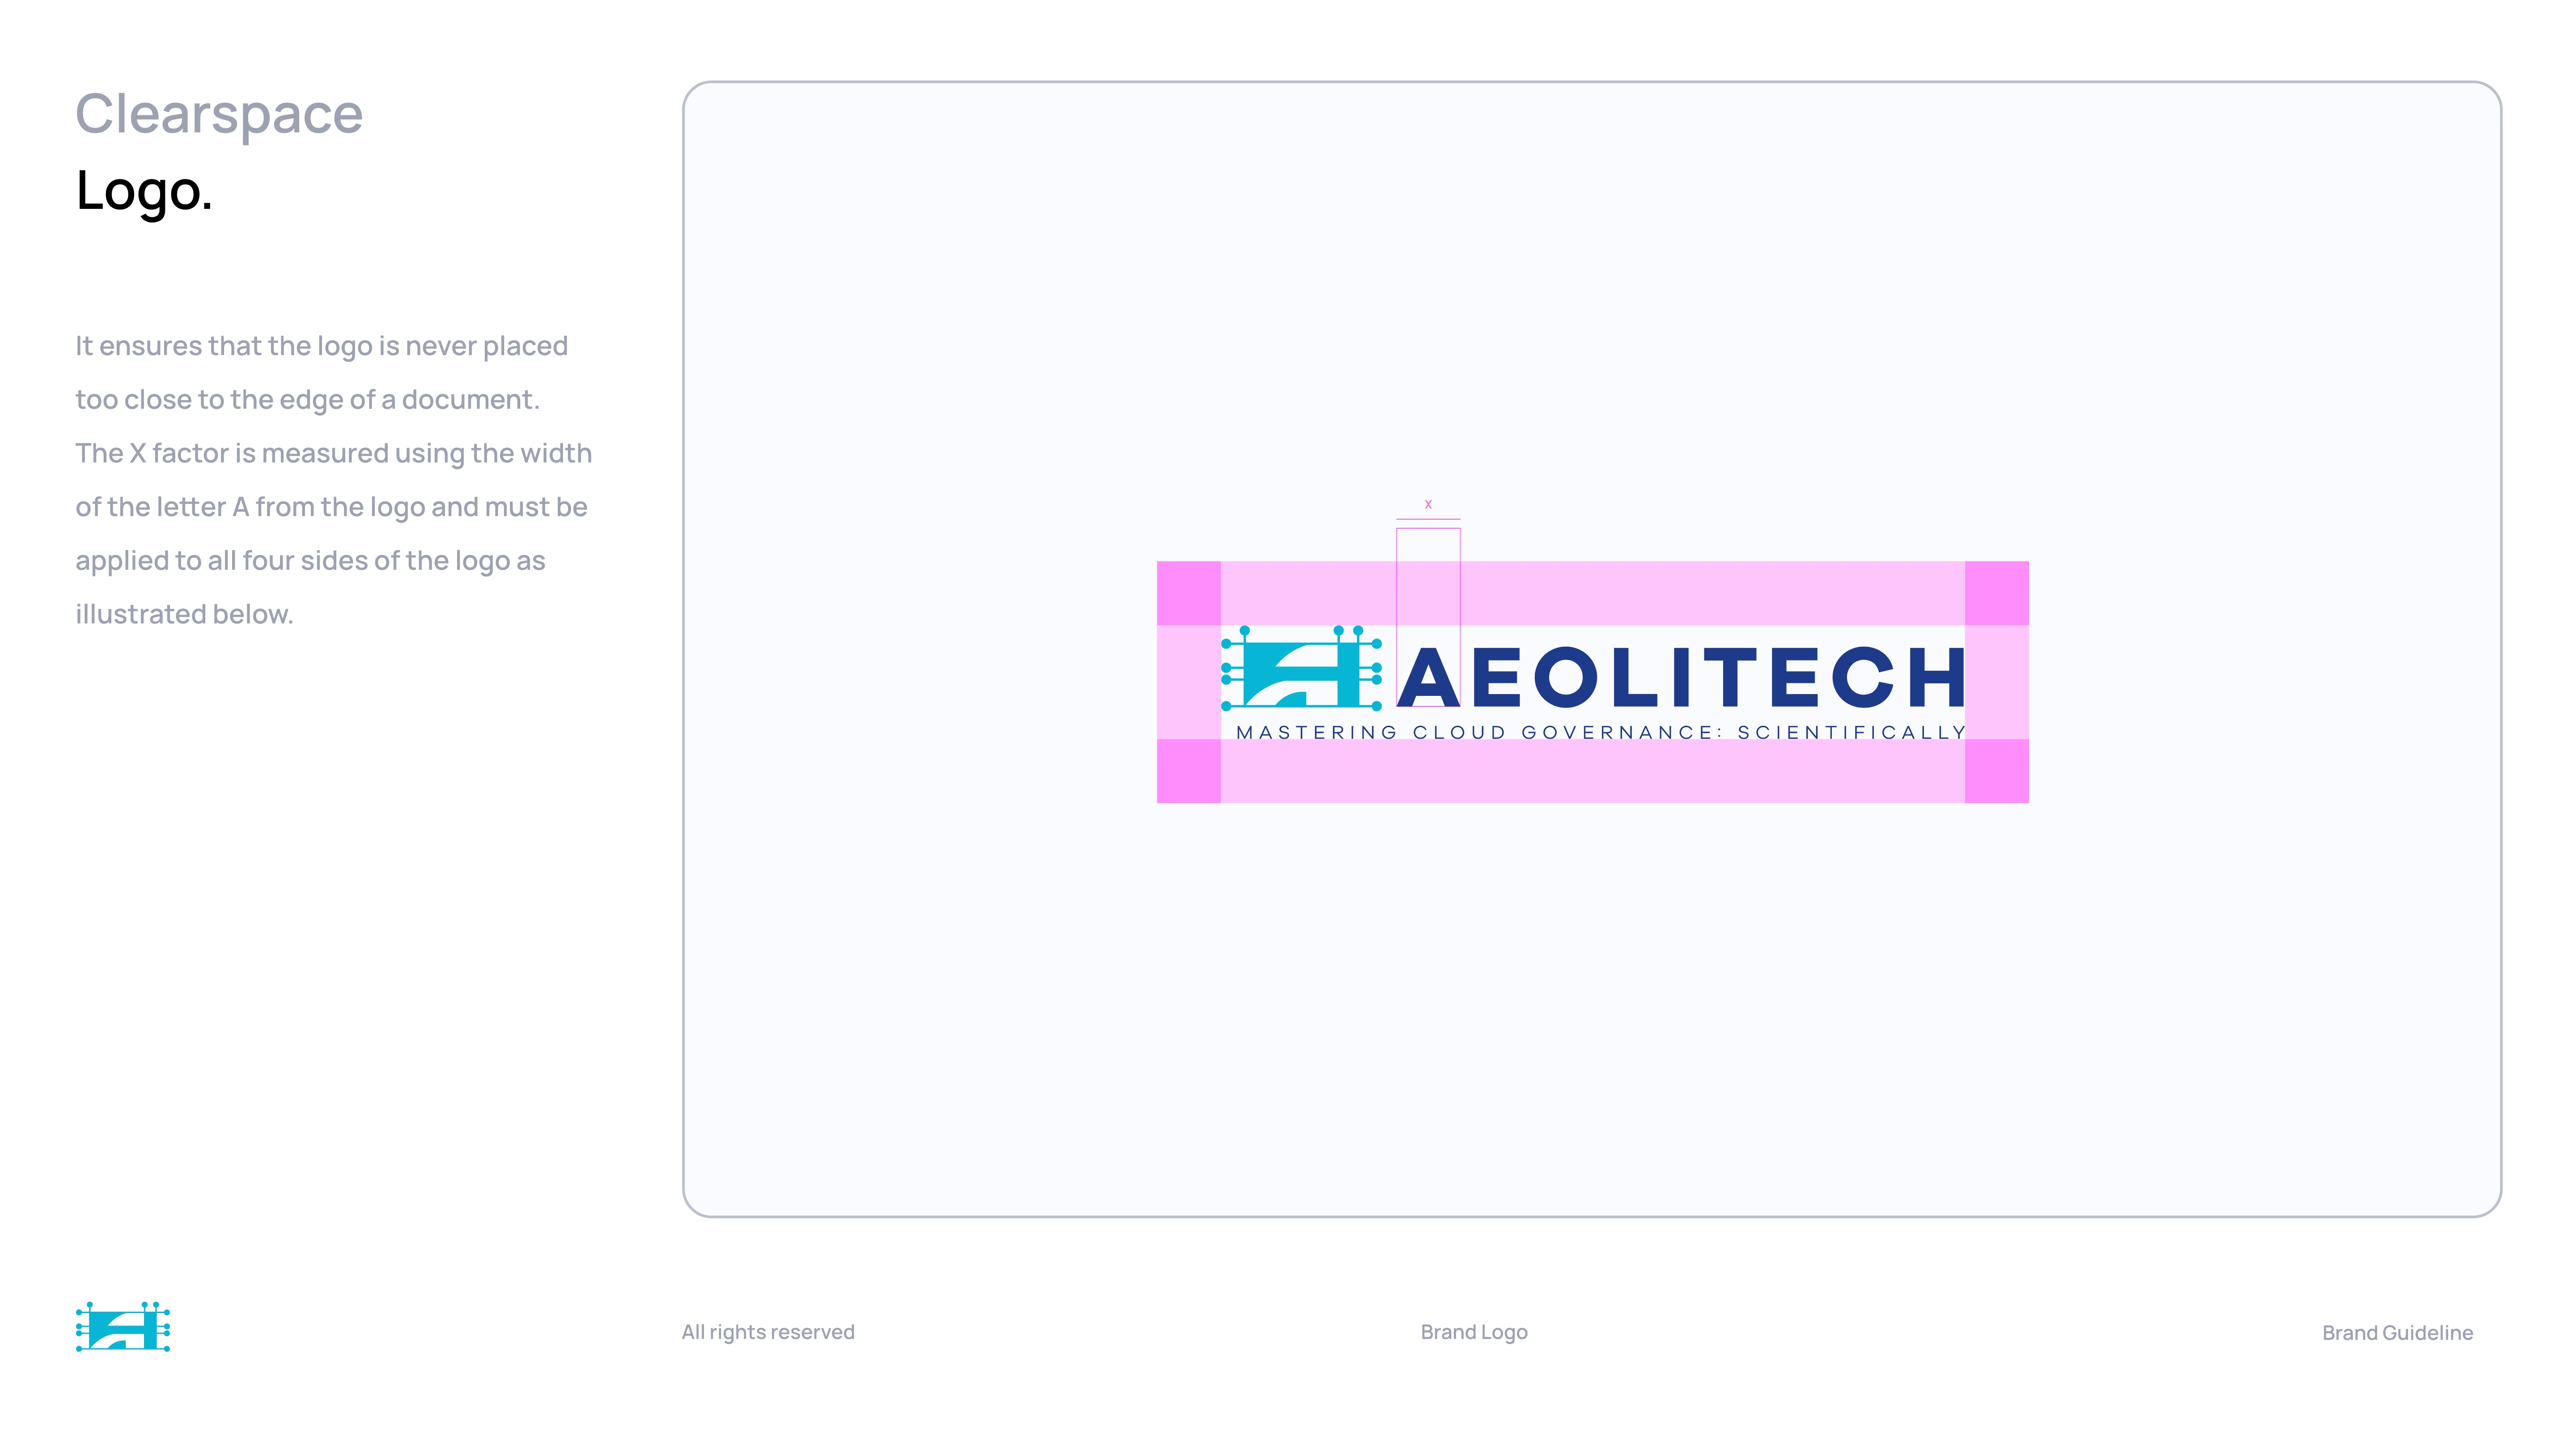 Clearspace
Logo.
It ensures that the logo is never placed
too close to the edge of a document.
The X factor is measured using the width
of the letter A from the logo and must be
applied to all four sides of the logo as
illustrated below.
X
AEOLITECH
MASTERING CLOUD GOVERNANCE: SCIENTIFICALLY
All rights reserved
Brand Logo
Brand Guideline